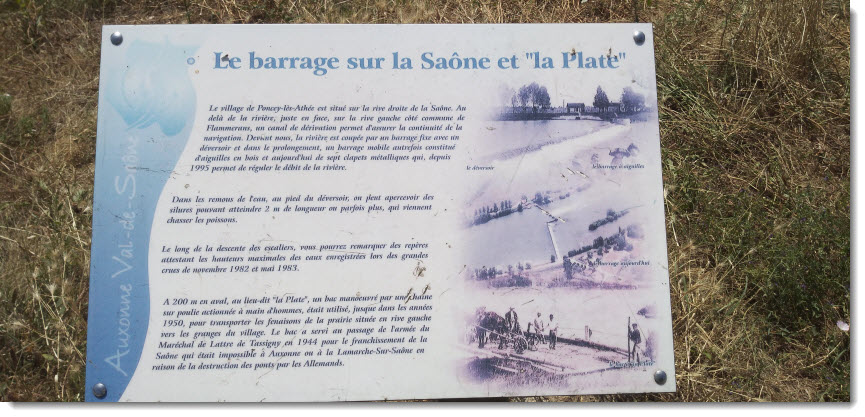 Le barrage sur la Saône et "la Plate"
Le village de Poncey-lès-Athée est situé sur la rive droite de la Saône. Au
delà de la rivière, juste en face, sur la rive gauche côté commune de
Flammerans, un canal de dérivation permet d'assurer la continuité de la
navigation. Devant nous, la rivière est coupée par un barrage fixe avec un
déversoir et dans le prolongement, un barrage mobile autrefois constitué
d'aiguilles en bois et aujourd'hui de sept clapets métalliques qui, depuis
1995 permet de réguler le débit de la rivière.
Dans les remous de l'eau, au pied du déversoir, on peut apercevoir des
silures pouvant atteindre 2 m de longueur ou parfois plus, qui viennent
chasser les poissons.
Le long de la descente des escaliers, vous pourrez remarquer des repères
attestant les hauteurs maximales des eaux enregistrées lors des grandes
crues de novembre 1982 et mai 1983.
A 200 m en aval, au lieu-dit "la Plate", un bac manoeuvré par une chaine
sur poulie actionnée à main d'hommes, était utilisé, jusque dans les années
1950, pour transporter les fenaisons de la prairie située en rive gauche
vers les granges du village. Le bac a servi au passage de l'armée du
Maréchal de Lattre de Tassigny en 1944 pour le franchissement de la
Saône qui était impossible à Auxonne ou à la Lamarche-Sur-Saône en
raison de la destruction des ponts par les Allemands.
le déversoir
le barrage à aiguilles
le barrage aujourd'hui
Auxonne Val-de-Saône